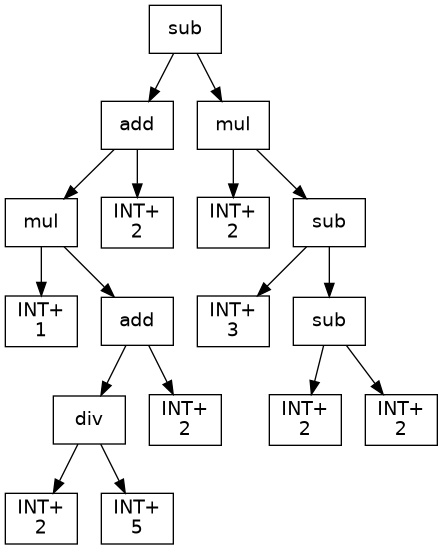 sub
add
mul
mul
INT+
2
INT+
2
sub
INT+
1
add
INT+
3
sub
div
INT+
2
INT+
2
INT+
2
INT+
2
INT+
5